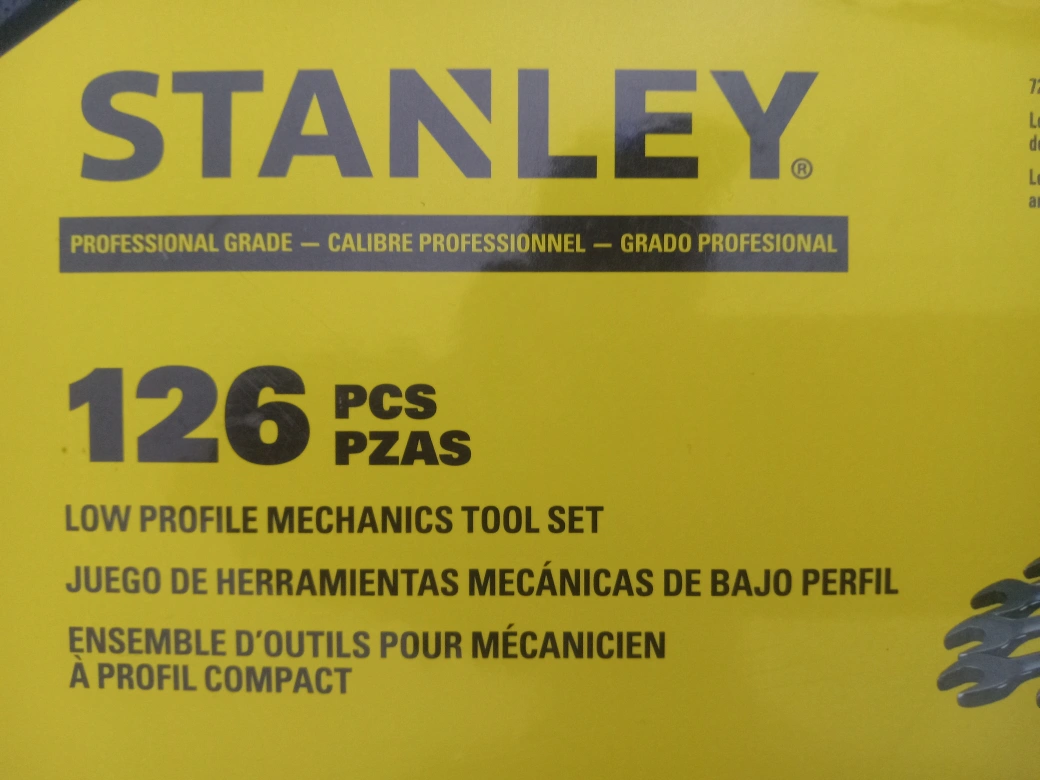 STANLEY®
PROFESSIONAL GRADE — CALIBRE PROFESSIONNEL — GRADO PROFESIONAL
126 PCS
PZAS
LOW PROFILE MECHANICS TOOL SET
JUEGO DE HERRAMIENTAS MECÁNICAS DE BAJO PERFIL
ENSEMBLE D'OUTILS POUR MÉCANICIEN
À PROFIL COMPACT